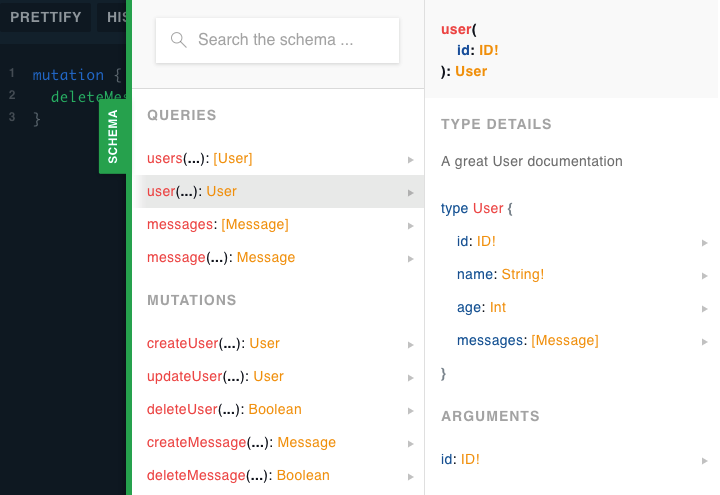 PRETTIFY
HIS
1 mutation {
2 deleteMes
3 }
SCHEMA
Search the schema ...
QUERIES
users(...): [User]
user(...): User
messages: [Message]
message(...): Message
MUTATIONS
createUser(...): User
updateUser(...): User
deleteUser(...): Boolean
createMessage(...): Message
deleteMessage(...): Boolean
user(
id: ID!
): User
TYPE DETAILS
A great User documentation
type User {
id: ID!
name: String!
age: Int
messages: [Message]
}
ARGUMENTS
id: ID!